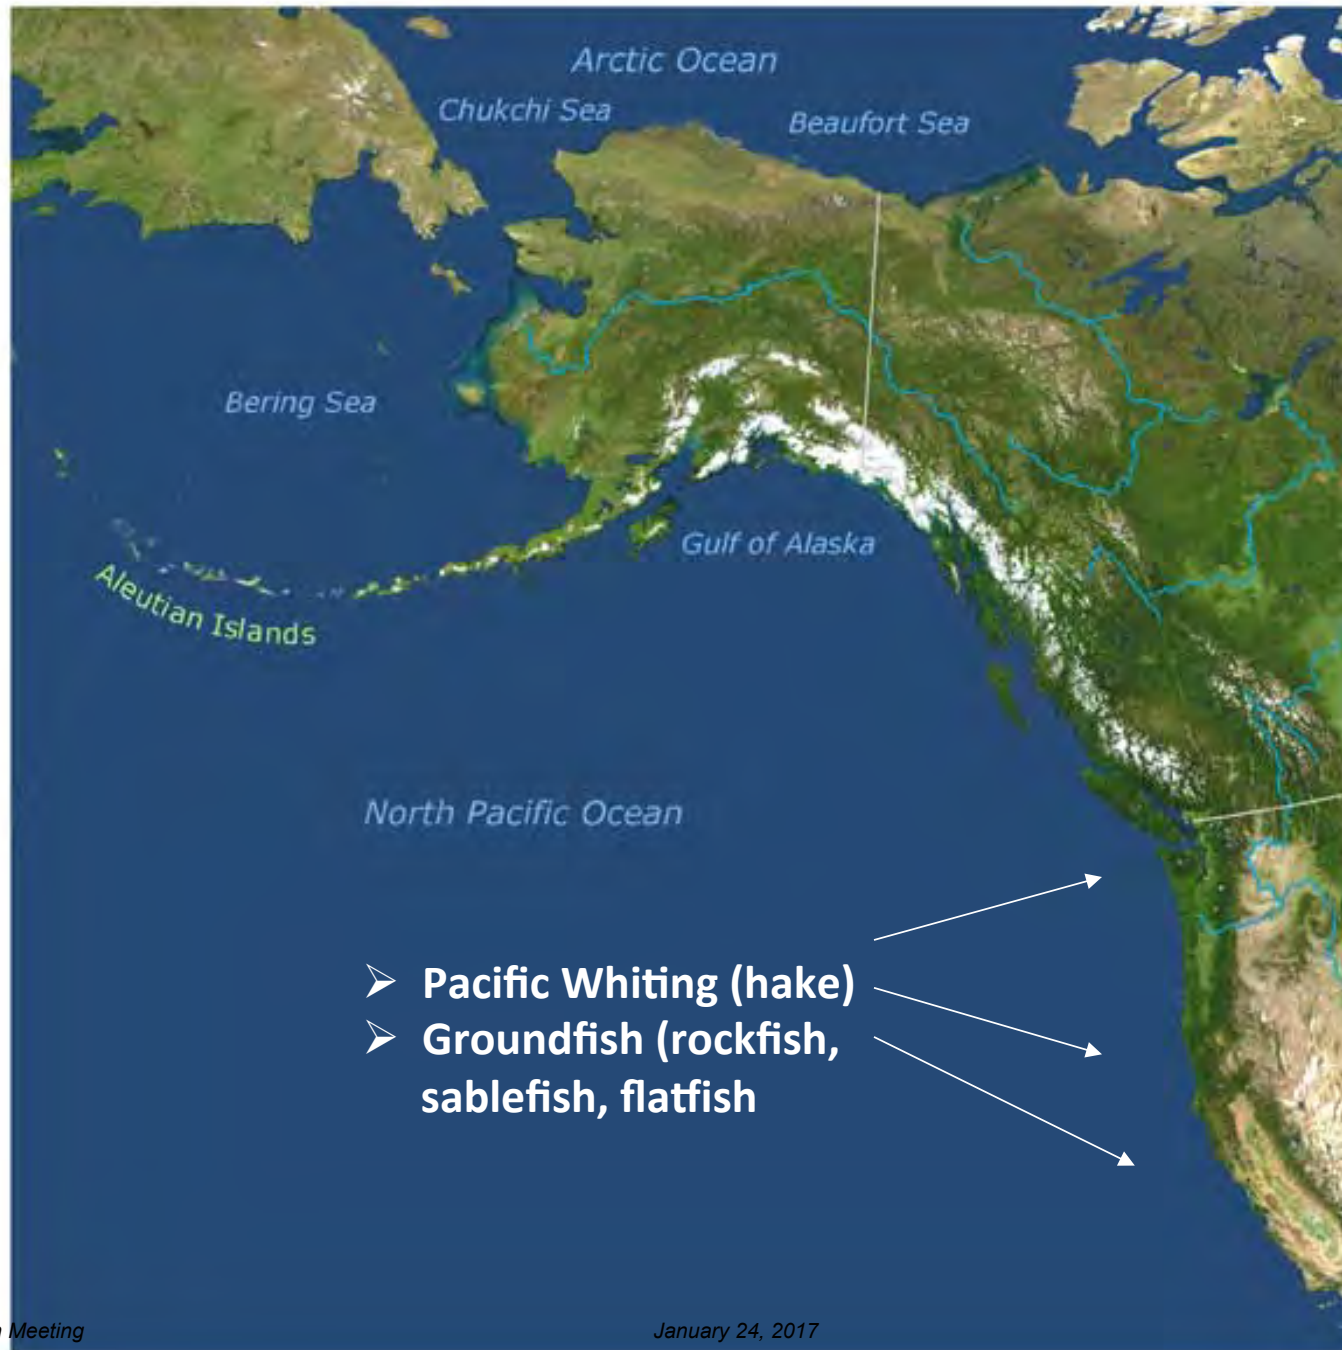 Arctic Ocean
Chukchi Sea
Beaufort Sea
Bering Sea
Gulf of Alaska
Aleutian Islands
North Pacific Ocean
➢ Pacific Whiting (hake)
➢ Groundfish (rockfish,
sablefish, flatfish
Meeting
January 24, 2017